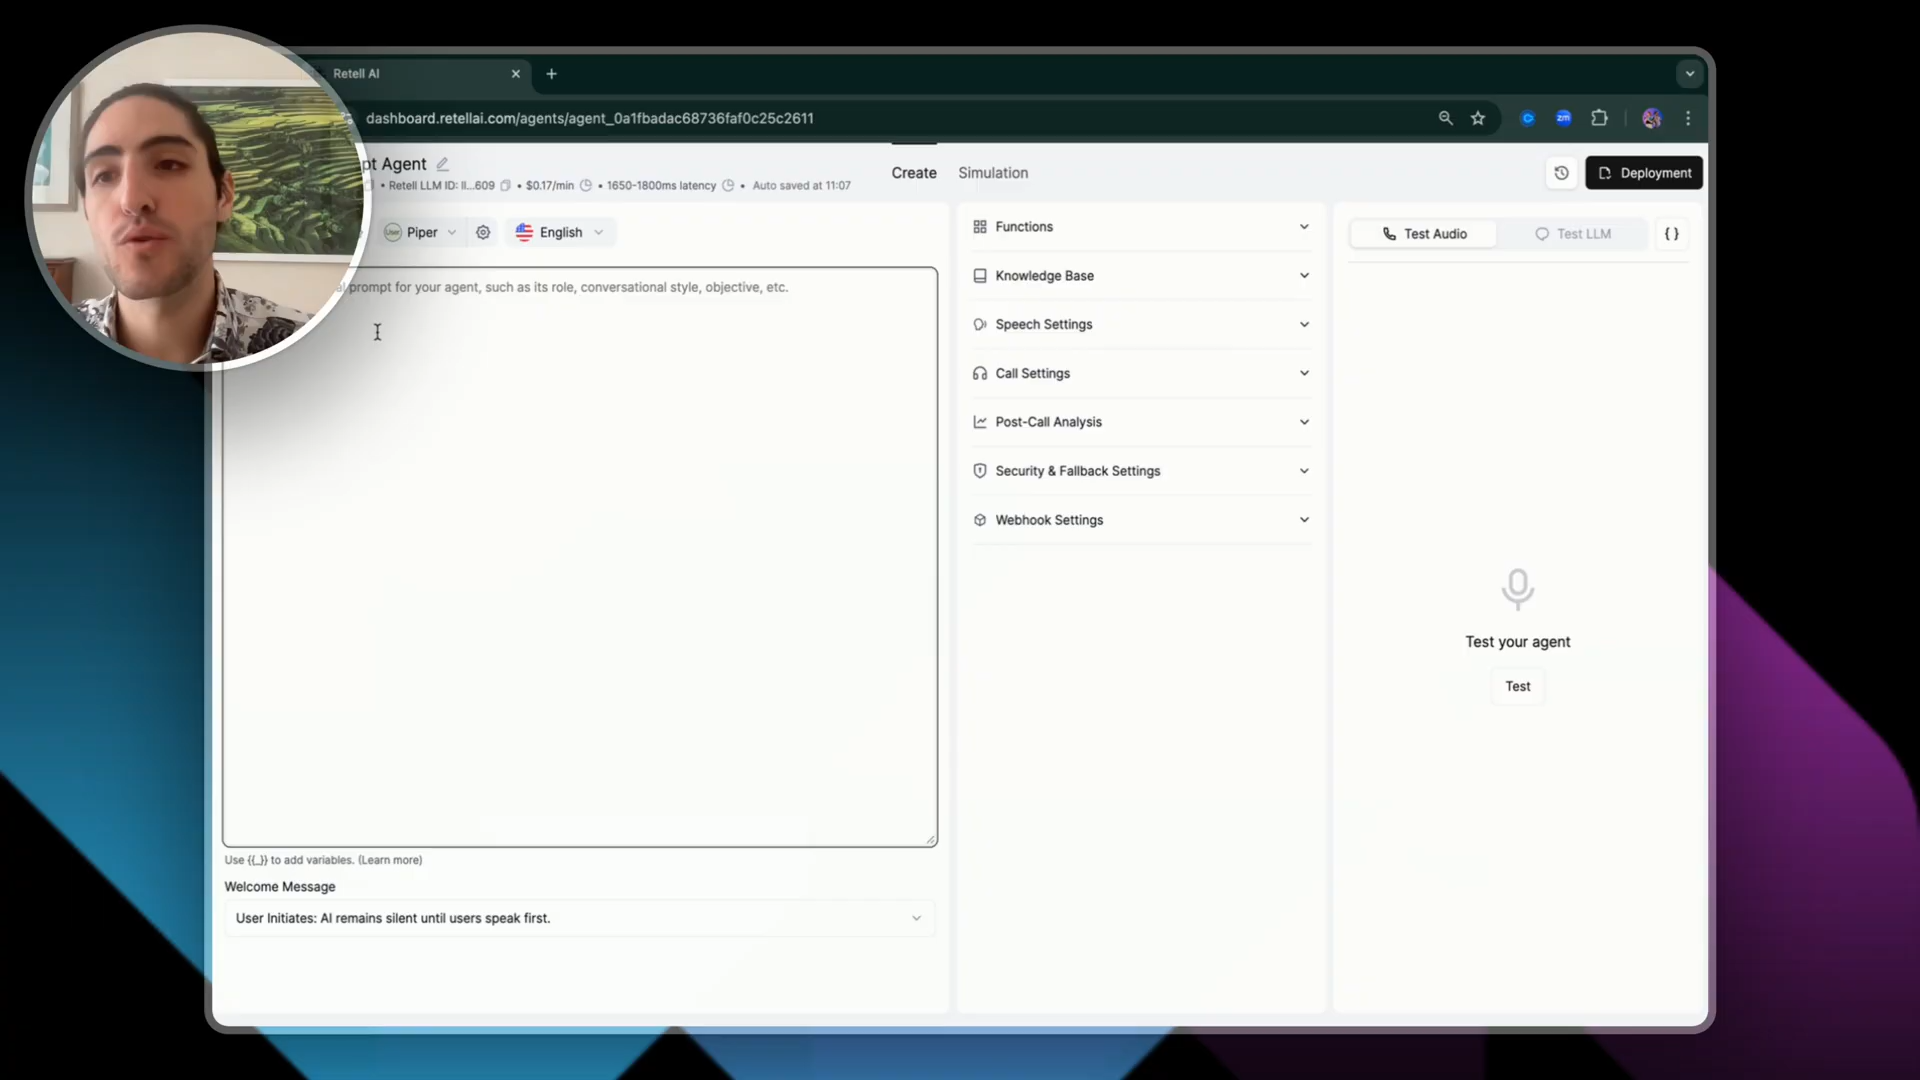 Retell AI
dashboard.retellai.com/agents/agent_0a1fbadac68736faf0c25c2611
zm
pt Agent
Create
Simulation
Deployment
• Retell LLM ID: ll...609 • $0.17/min • 1650-1800ms latency • Auto saved at 11:07
Piper
English
prompt for your agent, such as its role, conversational style, objective, etc.
Use {{_}} to add variables. (Learn more)
Welcome Message
User Initiates: AI remains silent until users speak first.
Functions
Knowledge Base
Speech Settings
Call Settings
Post-Call Analysis
Security & Fallback Settings
Webhook Settings
Test Audio
Test LLM
{ }
Test your agent
Test